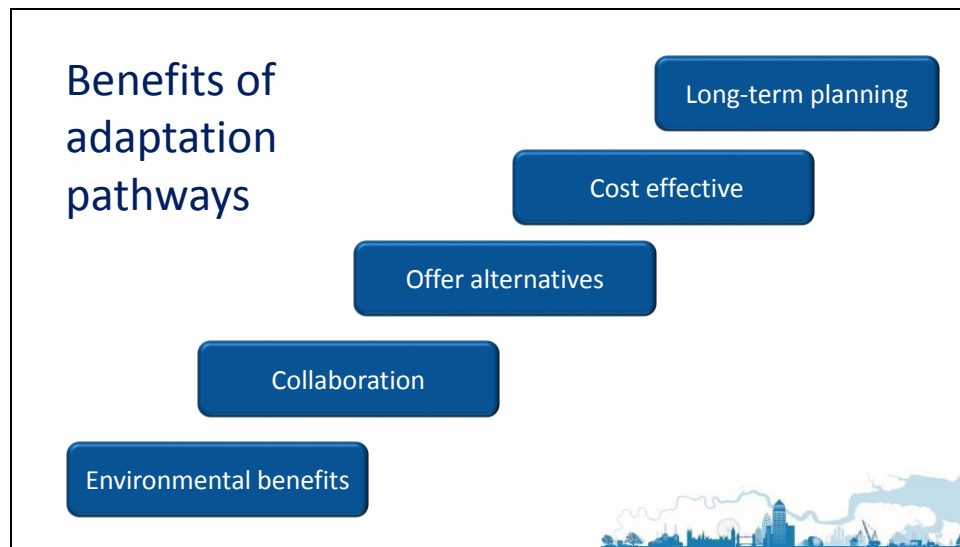 Benefits of
adaptation
pathways
Long-term planning
Cost effective
Offer alternatives
Collaboration
Environmental benefits